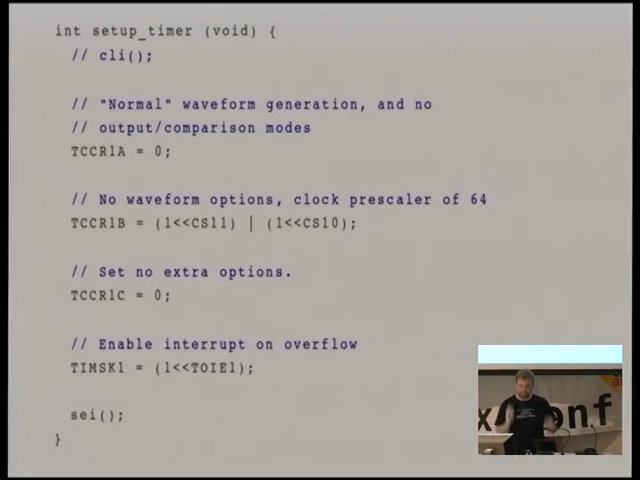 int setup_timer (void) {
// cli();
// "Normal" waveform generation, and no
// output/comparison modes
TCCR1A = 0;
// No waveform options, clock prescaler of 64
TCCR1B = (1<<CS11) | (1<<CS10);
// Set no extra options.
TCCR1C = 0;
// Enable interrupt on overflow
TIMSK1 = (1<<TOIE1);
sei();
}